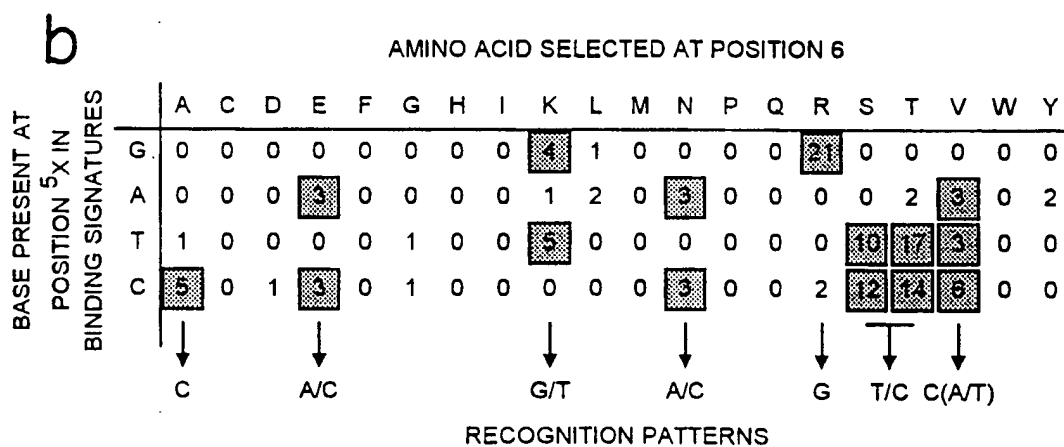 b
AMINO ACID SELECTED AT POSITION 6
BASE PRESENT AT
POSITION 5X IN
BINDING SIGNATURES
A C D E F G H I K L M N P Q R S T V W Y
G 0 0 0 0 0 0 0 0 4 1 0 0 0 0 21 0 0 0 0 0
A 0 0 0 3 0 0 0 0 1 2 0 3 0 0 0 0 2 3 0 2
T 1 0 0 0 0 1 0 0 5 0 0 0 0 0 0 10 17 3 0 0
C 5 0 1 3 0 1 0 0 0 0 0 3 0 0 2 12 14 6 0 0
C A/C G/T A/C G T/C C(A/T)
RECOGNITION PATTERNS